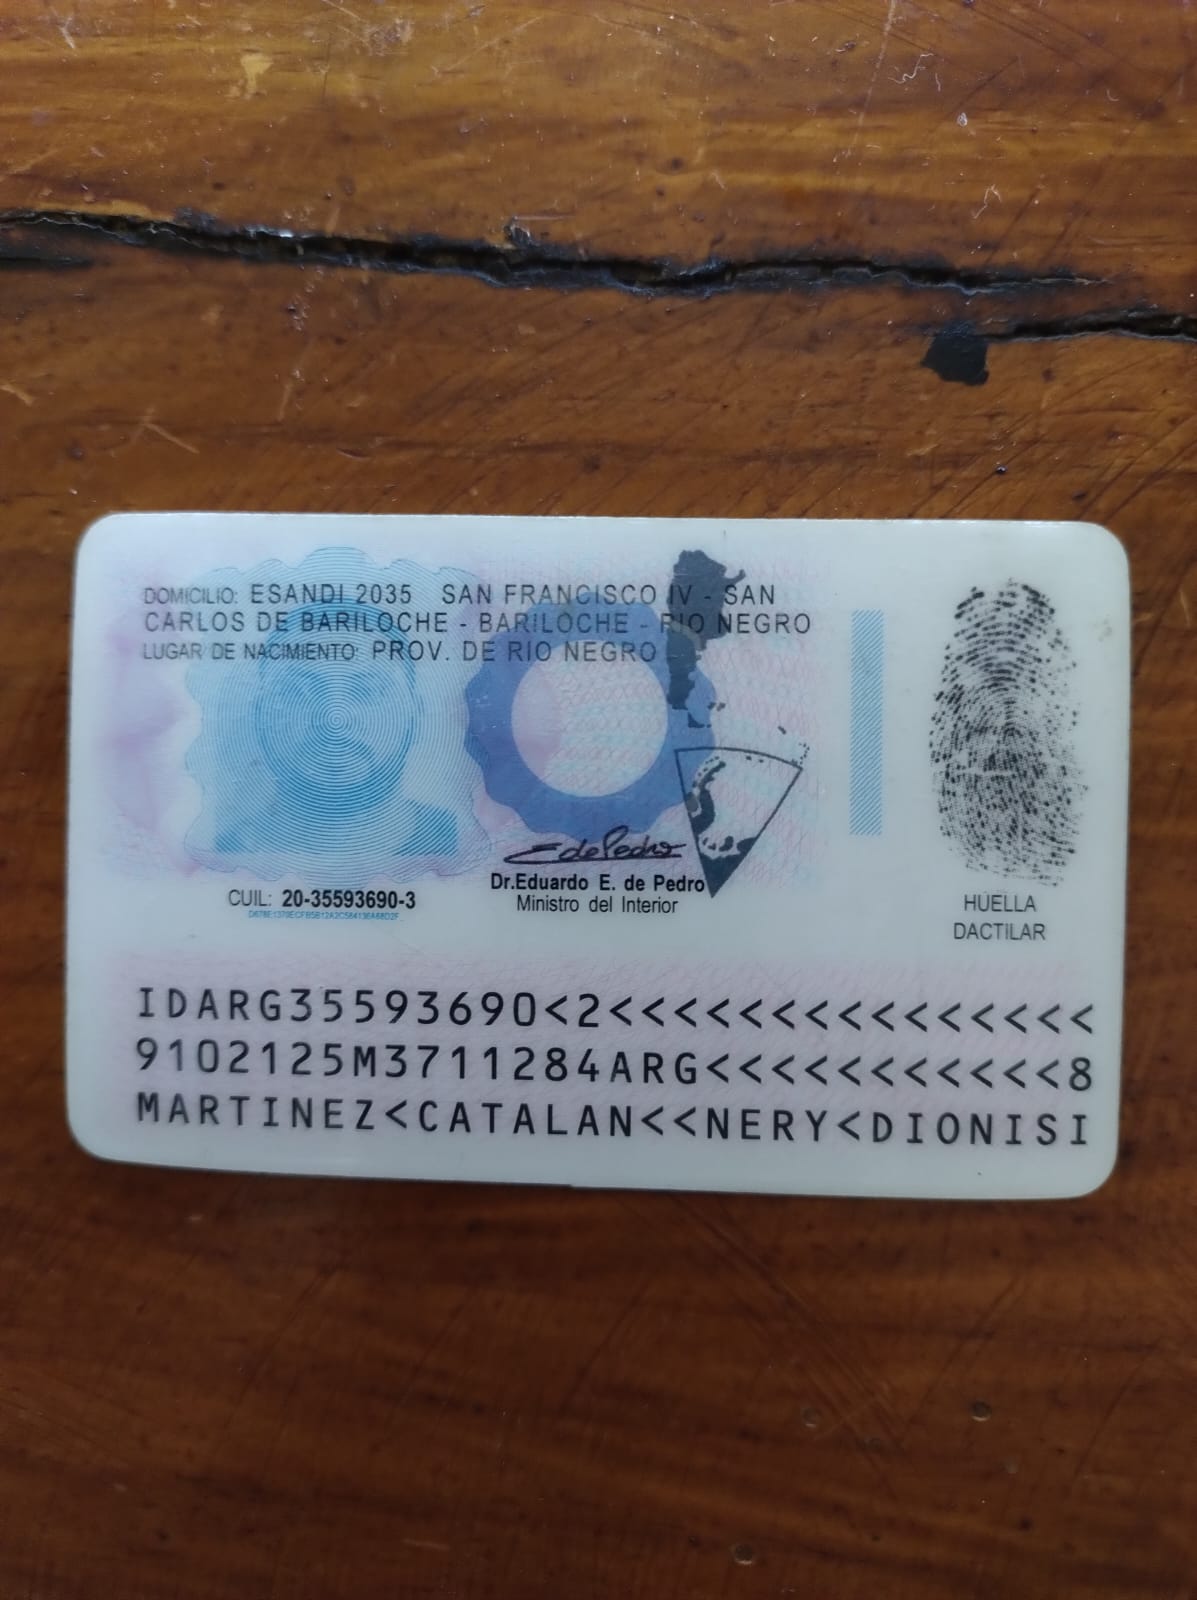 DOMICILIO: ESANDI 2035 SAN FRANCISCO IV - SAN
CARLOS DE BARILOCHE - BARILOCHE - RIO NEGRO
LUGAR DE NACIMIENTO: PROV. DE RIO NEGRO
EdePedro
Dr.Eduardo E. de Pedro
Ministro del Interior
CUIL: 20-35593690-3
HUELLA
DACTILAR
IDARG35593690<2<<<<<<<<<<<<<<<
9102125M3711284ARG<<<<<<<<<<<8
MARTINEZ<CATALAN<<NERY<DIONISI